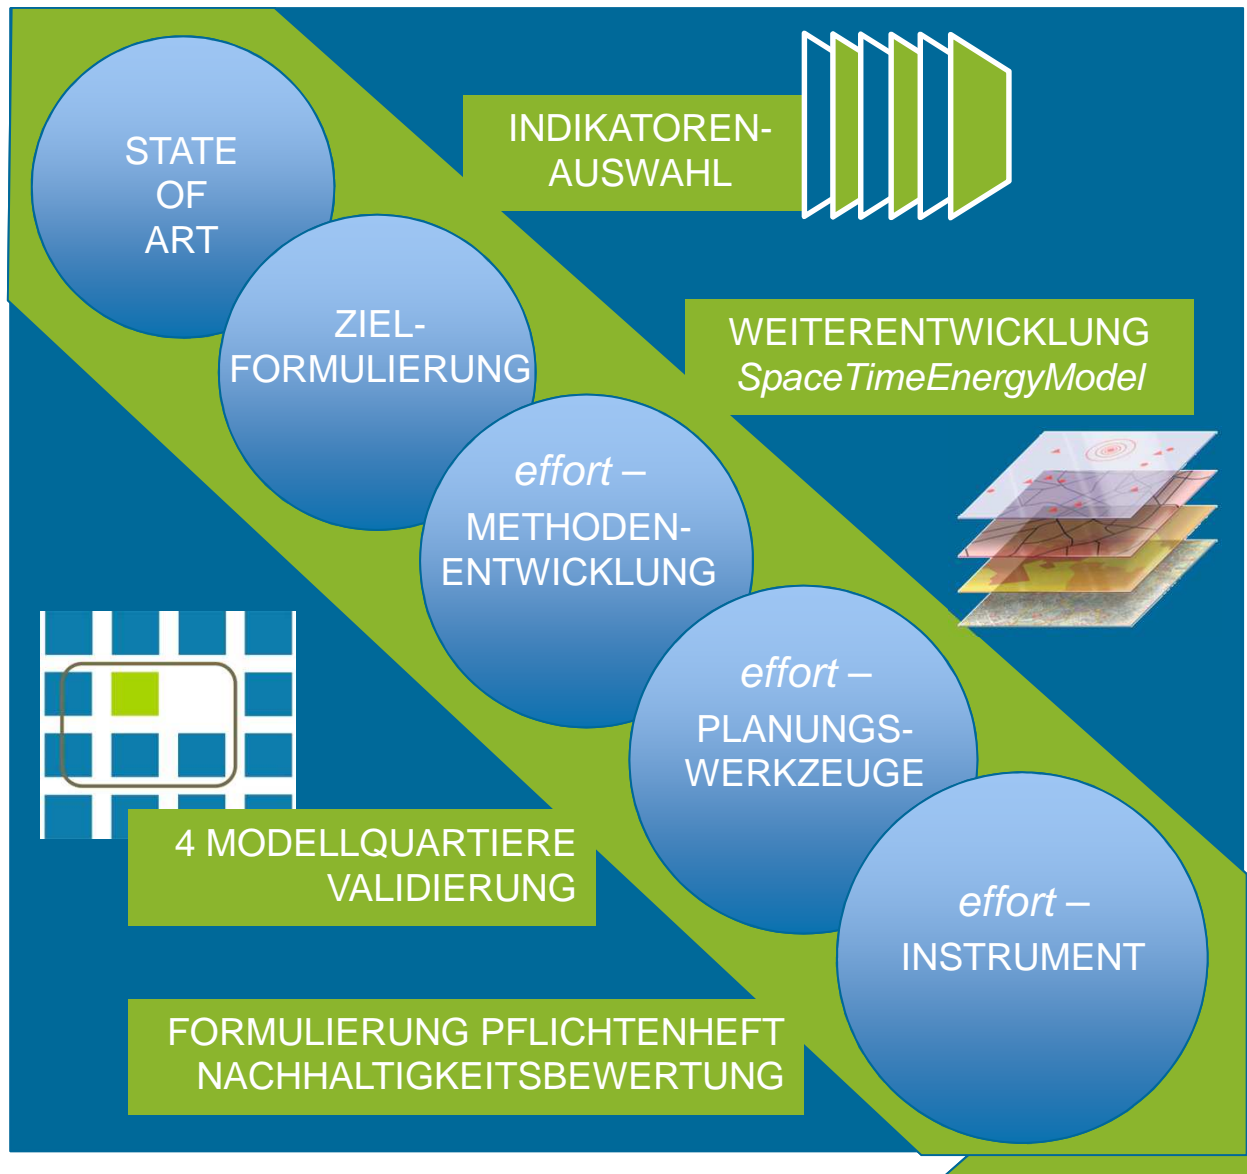 STATE
OF
ART
INDIKATOREN-
AUSWAHL
ZIEL-
FORMULIERUNG
WEITERENTWICKLUNG
SpaceTimeEnergyModel
effort –
METHODEN-
ENTWICKLUNG
effort –
PLANUNGS-
WERKZEUGE
4 MODELLQUARTIERE
VALIDIERUNG
effort –
INSTRUMENT
FORMULIERUNG PFLICHTENHEFT
NACHHALTIGKEITSBEWERTUNG